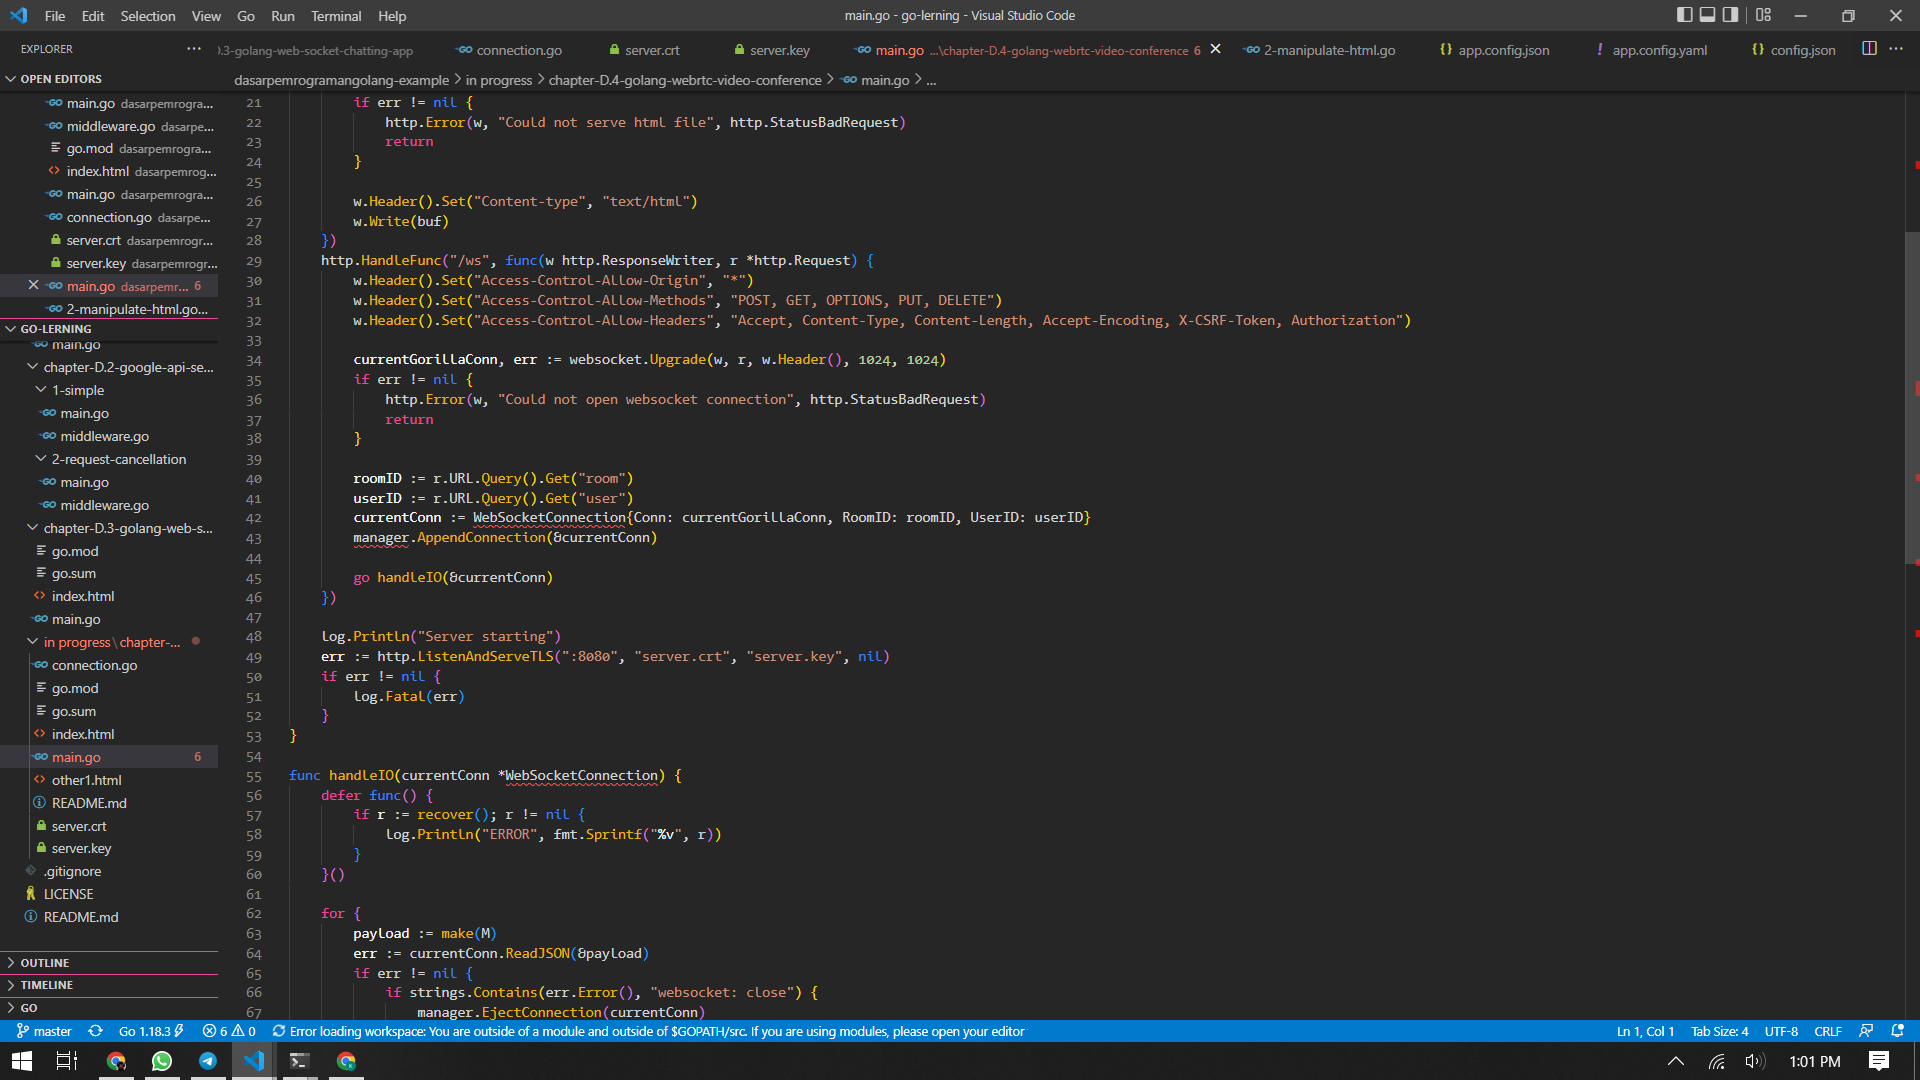 File Edit Selection View Go Run Terminal Help
main.go - go-lerning - Visual Studio Code
EXPLORER
).3-golang-web-socket-chatting-app
connection.go
server.crt
server.key
main.go ...\chapter-D.4-golang-webrtc-video-conference 6
2-manipulate-html.go
app.config.json
app.config.yaml
config.json
dasarpemrogramangolang-example > in progress > chapter-D.4-golang-webrtc-video-conference > main.go > ...
OPEN EDITORS
main.go dasarpemrogra...
middleware.go dasarpe...
go.mod dasarpemrogra...
index.html dasarpemrog...
main.go dasarpemrogra...
connection.go dasarpe...
server.crt dasarpemrogr...
server.key dasarpemrogr...
main.go dasarpemr... 6
2-manipulate-html.go...
GO-LERNING
main.go
chapter-D.2-google-api-se...
1-simple
main.go
middleware.go
2-request-cancellation
main.go
middleware.go
chapter-D.3-golang-web-s...
go.mod
go.sum
index.html
main.go
in progress\chapter-...
connection.go
go.mod
go.sum
index.html
main.go 6
other1.html
README.md
server.crt
server.key
.gitignore
LICENSE
README.md
OUTLINE
TIMELINE
GO
21 if err != nil {
22 http.Error(w, "Could not serve html file", http.StatusBadRequest)
23 return
24 }
25
26 w.Header().Set("Content-type", "text/html")
27 w.Write(buf)
28 })
29 http.HandleFunc("/ws", func(w http.ResponseWriter, r *http.Request) {
30 w.Header().Set("Access-Control-Allow-Origin", "*")
31 w.Header().Set("Access-Control-Allow-Methods", "POST, GET, OPTIONS, PUT, DELETE")
32 w.Header().Set("Access-Control-Allow-Headers", "Accept, Content-Type, Content-Length, Accept-Encoding, X-CSRF-Token, Authorization")
33
34 currentGorillaConn, err := websocket.Upgrade(w, r, w.Header(), 1024, 1024)
35 if err != nil {
36 http.Error(w, "Could not open websocket connection", http.StatusBadRequest)
37 return
38 }
39
40 roomID := r.URL.Query().Get("room")
41 userID := r.URL.Query().Get("user")
42 currentConn := WebSocketConnection{Conn: currentGorillaConn, RoomID: roomID, UserID: userID}
43 manager.AppendConnection(&currentConn)
44
45 go handleIO(&currentConn)
46 })
47
48 log.Println("Server starting")
49 err := http.ListenAndServeTLS(":8080", "server.crt", "server.key", nil)
50 if err != nil {
51 log.Fatal(err)
52 }
53 }
54
55 func handleIO(currentConn *WebSocketConnection) {
56 defer func() {
57 if r := recover(); r != nil {
58 log.Println("ERROR", fmt.Sprintf("%v", r))
59 }
60 }()
61
62 for {
63 payload := make(M)
64 err := currentConn.ReadJSON(&payload)
65 if err != nil {
66 if strings.Contains(err.Error(), "websocket: close") {
67 manager.EjectConnection(currentConn)
master Go 1.18.3 6 0 Error loading workspace: You are outside of a module and outside of $GOPATH/src. If you are using modules, please open your editor
Ln 1, Col 1 Tab Size: 4 UTF-8 CRLF
1:01 PM